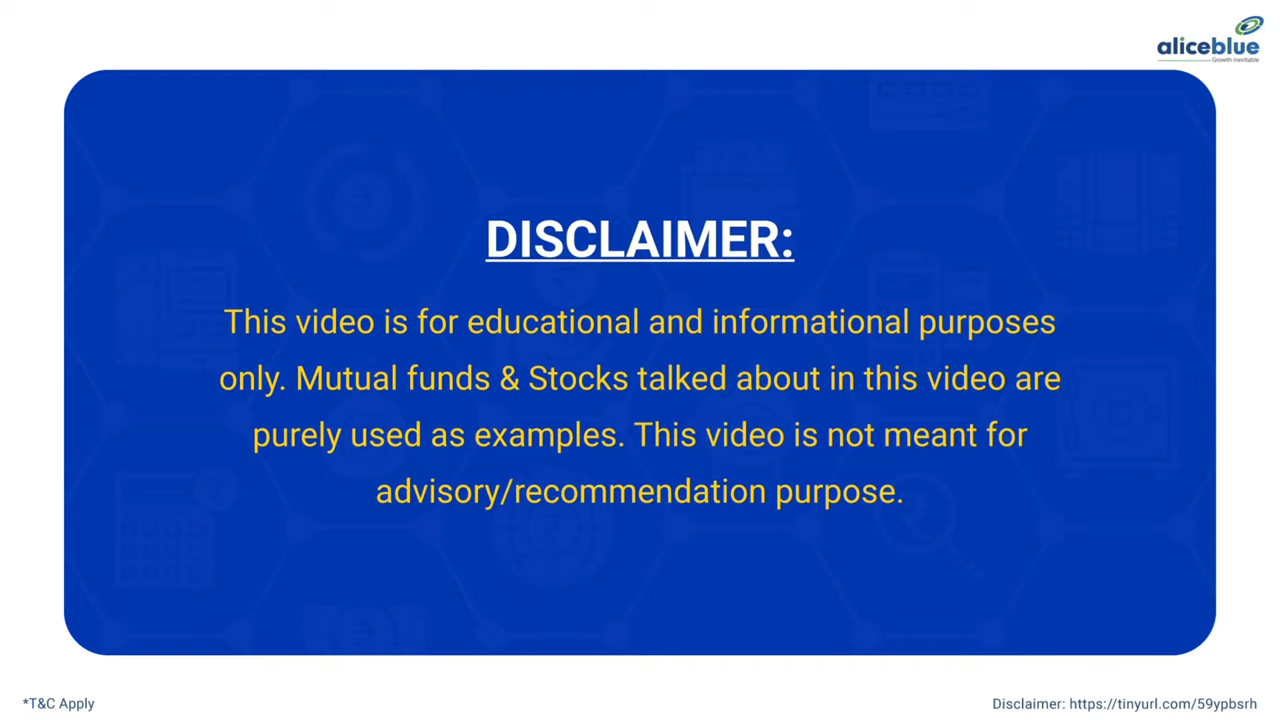 aliceblue
Growth Inevitable
DISCLAIMER:
This video is for educational and informational purposes
only. Mutual funds & Stocks talked about in this video are
purely used as examples. This video is not meant for
advisory/recommendation purpose.
*T&C Apply
Disclaimer: https://tinyurl.com/59ypbsrh